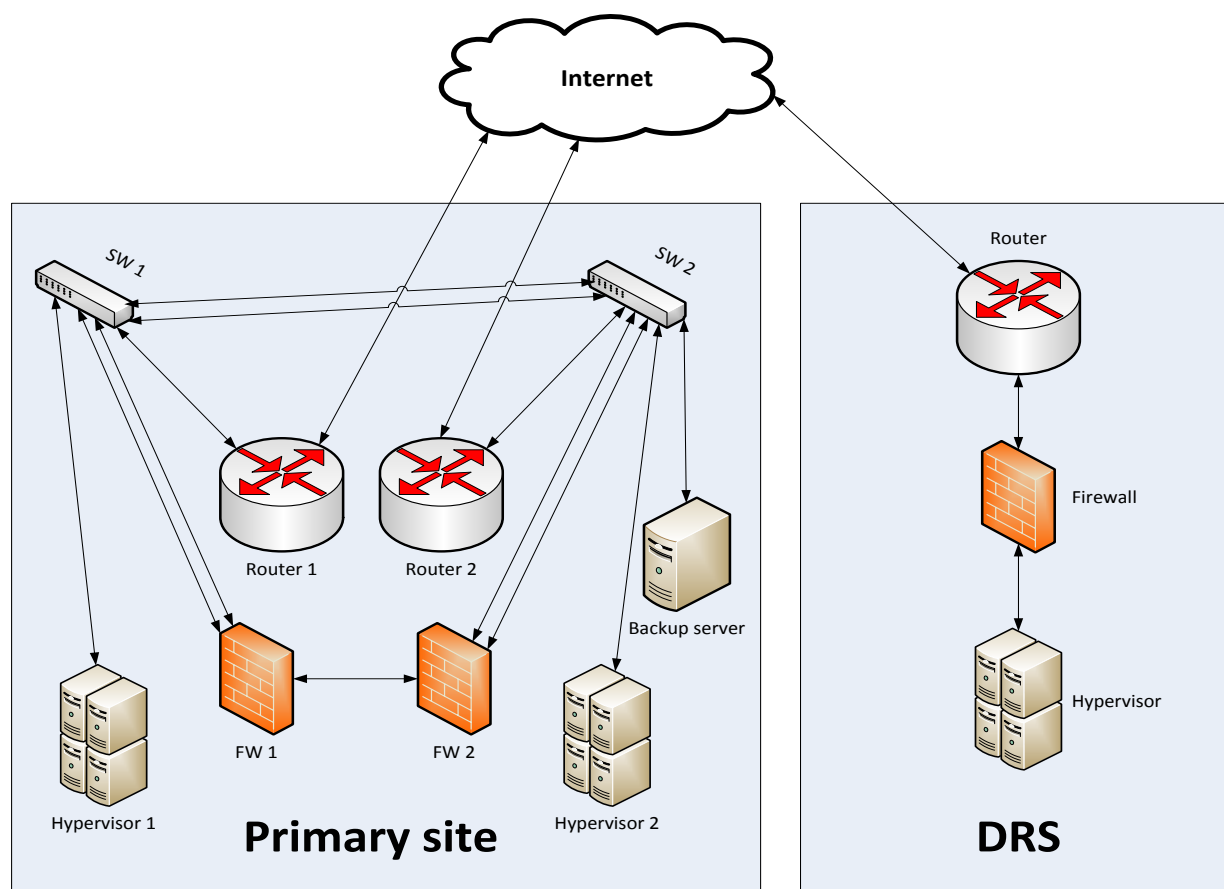 Internet
SW 1
SW 2
Router
Router 1
Router 2
Firewall
Backup server
Hypervisor
FW 1
FW 2
Hypervisor 1
Hypervisor 2
Primary site
DRS